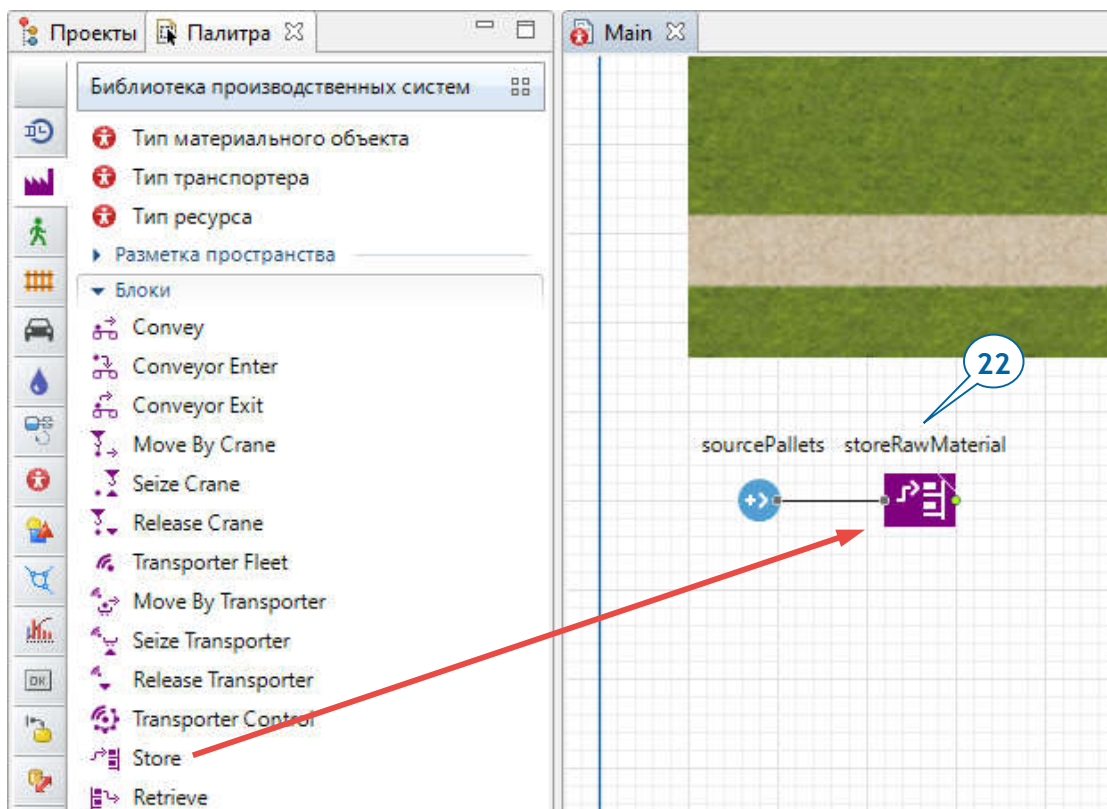 Проекты
Палитра
Main
Библиотека производственных систем
Тип материального объекта
Тип транспортера
Тип ресурса
Разметка пространства
Блоки
Convey
Conveyor Enter
Conveyor Exit
Move By Crane
Seize Crane
Release Crane
Transporter Fleet
Move By Transporter
Seize Transporter
Release Transporter
Transporter Control
Store
Retrieve
OK
22
sourcePallets
storeRawMaterial